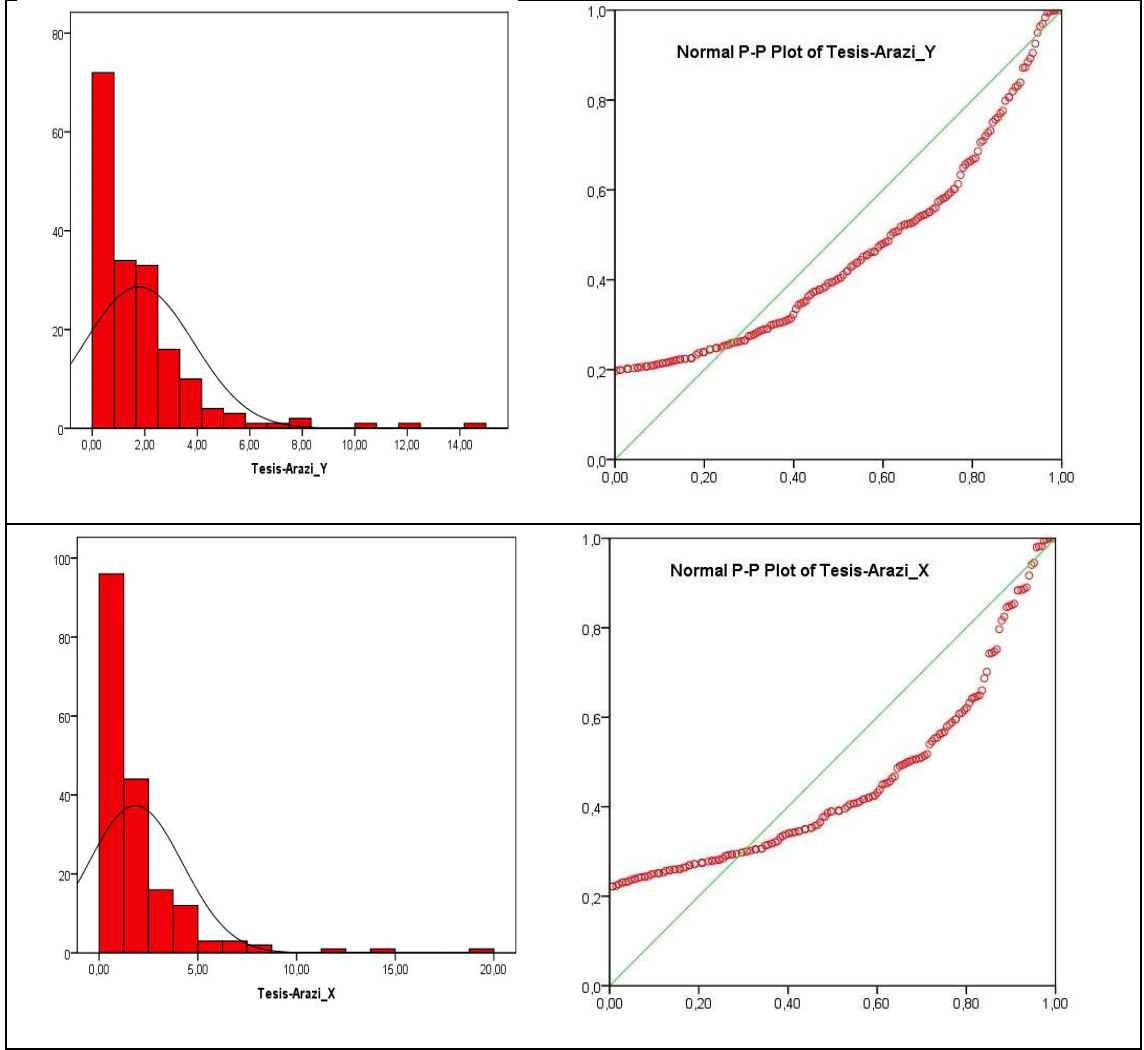 80
60
40
20
0
0,00 2,00 4,00 6,00 8,00 10,00 12,00 14,00
Tesis-Arazi_Y
Normal P-P Plot of Tesis-Arazi_Y
1,0
0,8
0,6
0,4
0,2
0,0
0,00 0,20 0,40 0,60 0,80 1,00
100
80
60
40
20
0
0,00 5,00 10,00 15,00 20,00
Tesis-Arazi_X
Normal P-P Plot of Tesis-Arazi_X
1,0
0,8
0,6
0,4
0,2
0,0
0,00 0,20 0,40 0,60 0,80 1,00